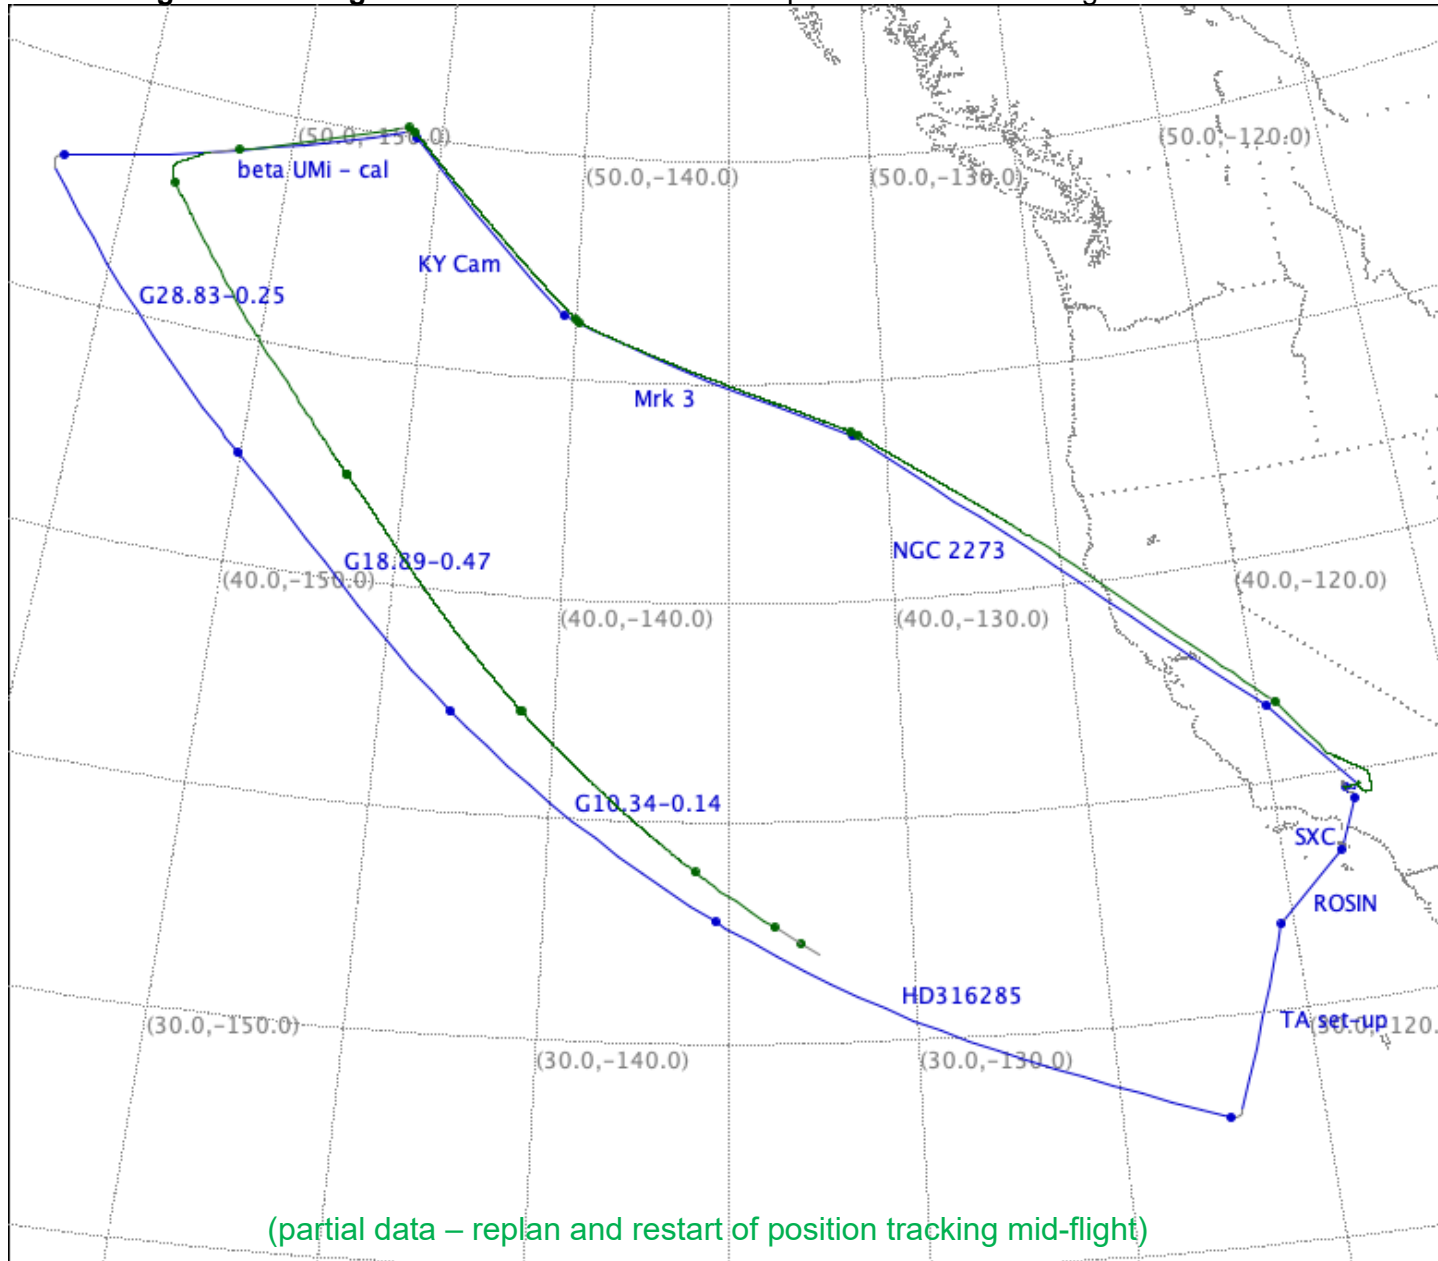 (50.0,-150.0)
(50.0,-120.0)
beta UMi - cal
(50.0,-140.0)
(50.0,-130.0)
KY Cam
G28.83-0.25
Mrk 3
NGC 2273
G18.89-0.47
(40.0,-150.0)
(40.0,-120.0)
(40.0,-140.0)
(40.0,-130.0)
G10.34-0.14
SXC
ROSIN
HD316285
TA set-up
(30.0,-150.0)
(30.0,-140.0)
(30.0,-130.0)
(partial data – replan and restart of position tracking mid-flight)